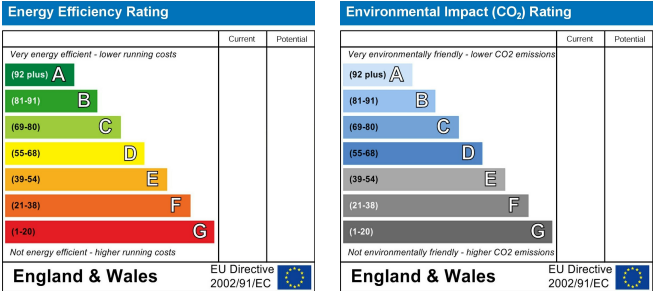 Energy Efficiency Rating
Current Potential
Very energy efficient - lower running costs
(92 plus) A
(81-91) B
(69-80) C
(55-68) D
(39-54) E
(21-38) F
(1-20) G
Not energy efficient - higher running costs
England & Wales
EU Directive
2002/91/EC
Environmental Impact (CO₂) Rating
Current Potential
Very environmentally friendly - lower CO2 emissions
(92 plus) A
(81-91) B
(69-80) C
(55-68) D
(39-54) E
(21-38) F
(1-20) G
Not environmentally friendly - higher CO2 emissions
England & Wales
EU Directive
2002/91/EC